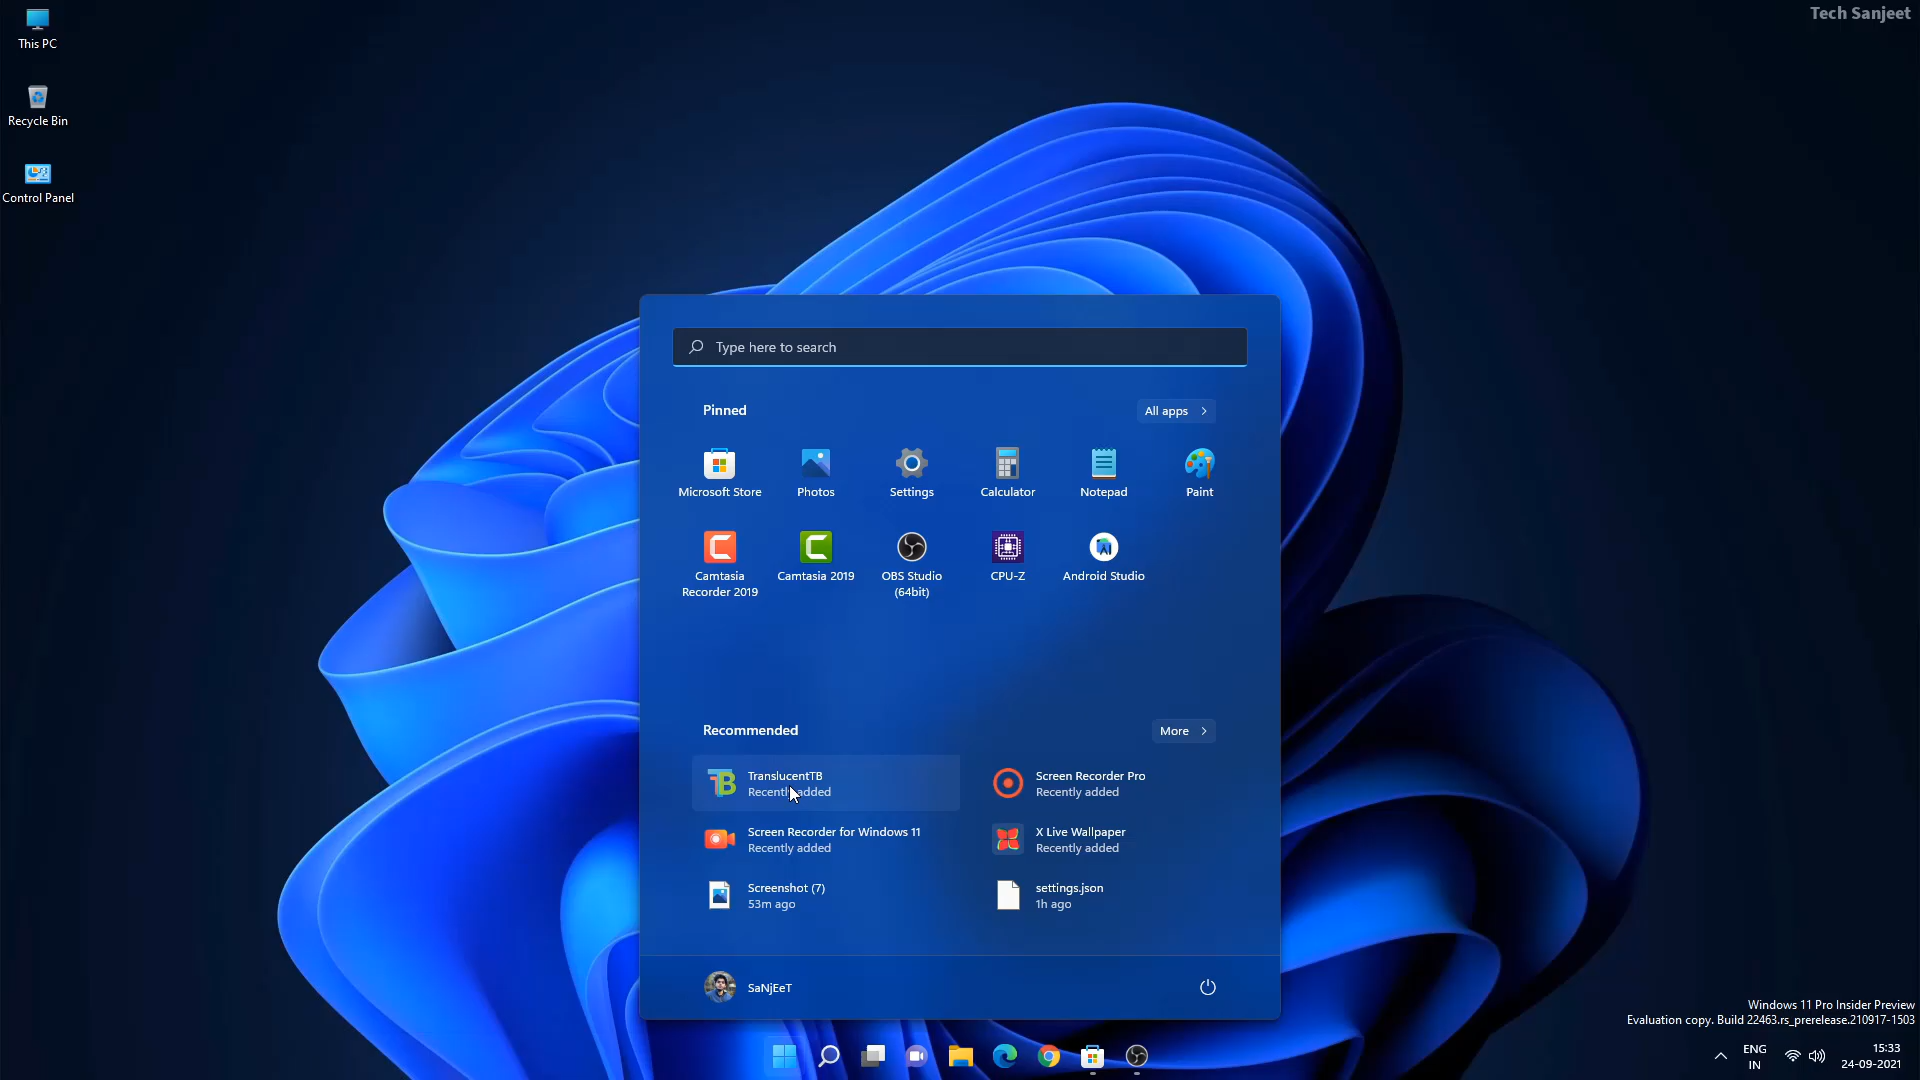 Tech Sanjeet
This PC
Recycle Bin
Control Panel
Type here to search
Pinned
All apps
Microsoft Store
Photos
Settings
Calculator
Notepad
Paint
Camtasia
Recorder 2019
Camtasia 2019
OBS Studio
(64bit)
CPU-Z
Android Studio
Recommended
More
TranslucentTB
Recently added
Screen Recorder Pro
Recently added
Screen Recorder for Windows 11
Recently added
X Live Wallpaper
Recently added
Screenshot (7)
53m ago
settings.json
1h ago
SaNjEeT
Windows 11 Pro Insider Preview
Evaluation copy. Build 22463.rs_prerelease.210917-1503
ENG
IN
15:33
24-09-2021